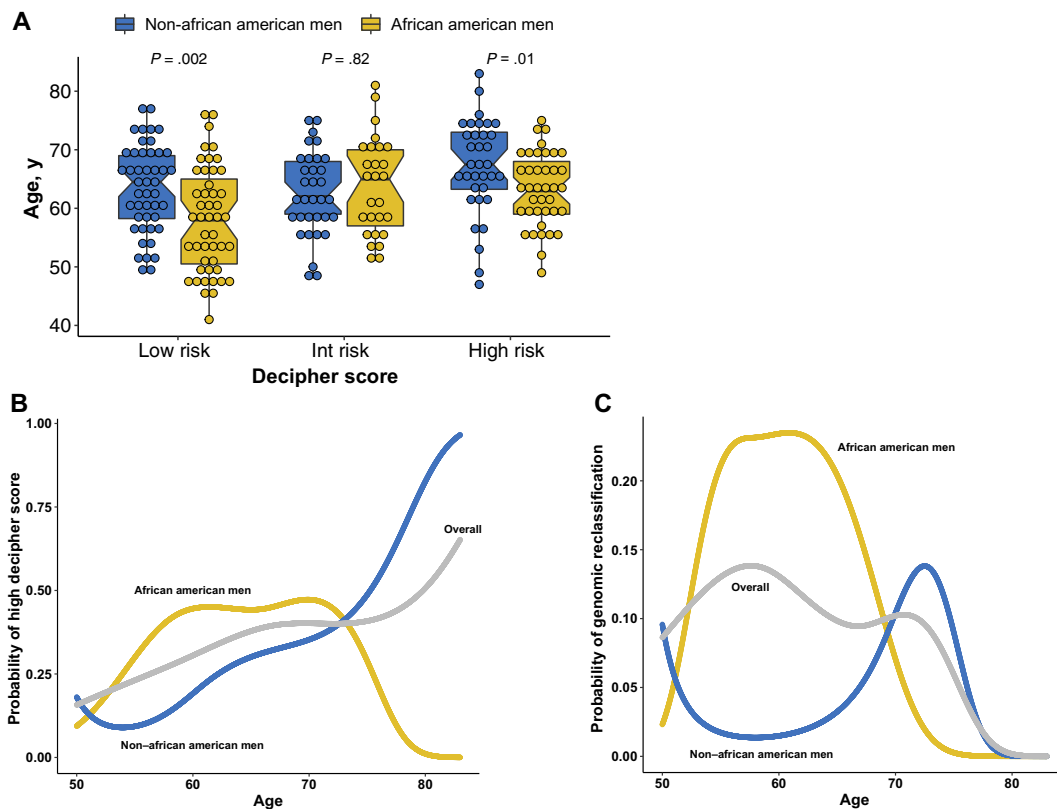 A
Non-african american men
African american men
P = .002
P = .82
P = .01
Age, y
80
70
60
50
40
Low risk
Int risk
High risk
Decipher score
B
Probability of high decipher score
1.00
0.75
0.50
0.25
0.00
African american men
Overall
Non–african american men
50
60
70
80
Age
C
Probability of genomic reclassification
0.20
0.15
0.10
0.05
0.00
African american men
Overall
Non–african american men
50
60
70
80
Age